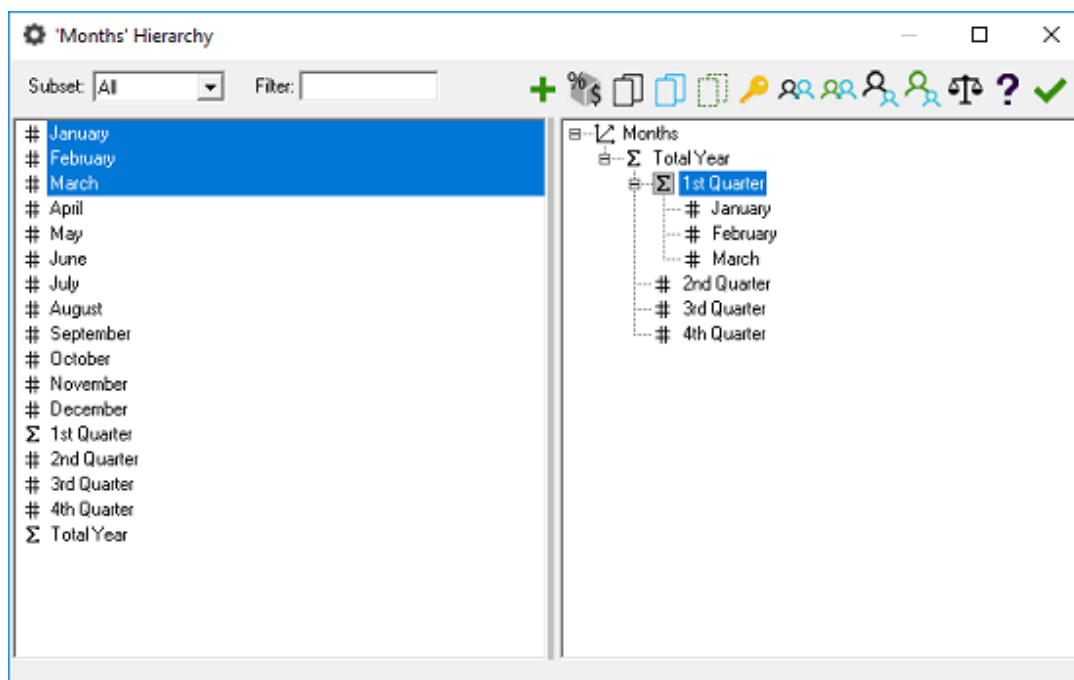 'Months' Hierarchy
Subset: All Filter:
# January
# February
# March
# April
# May
# June
# July
# August
# September
# October
# November
# December
Σ 1st Quarter
# 2nd Quarter
# 3rd Quarter
# 4th Quarter
Σ Total Year
Months
Σ Total Year
Σ 1st Quarter
# January
# February
# March
# 2nd Quarter
# 3rd Quarter
# 4th Quarter